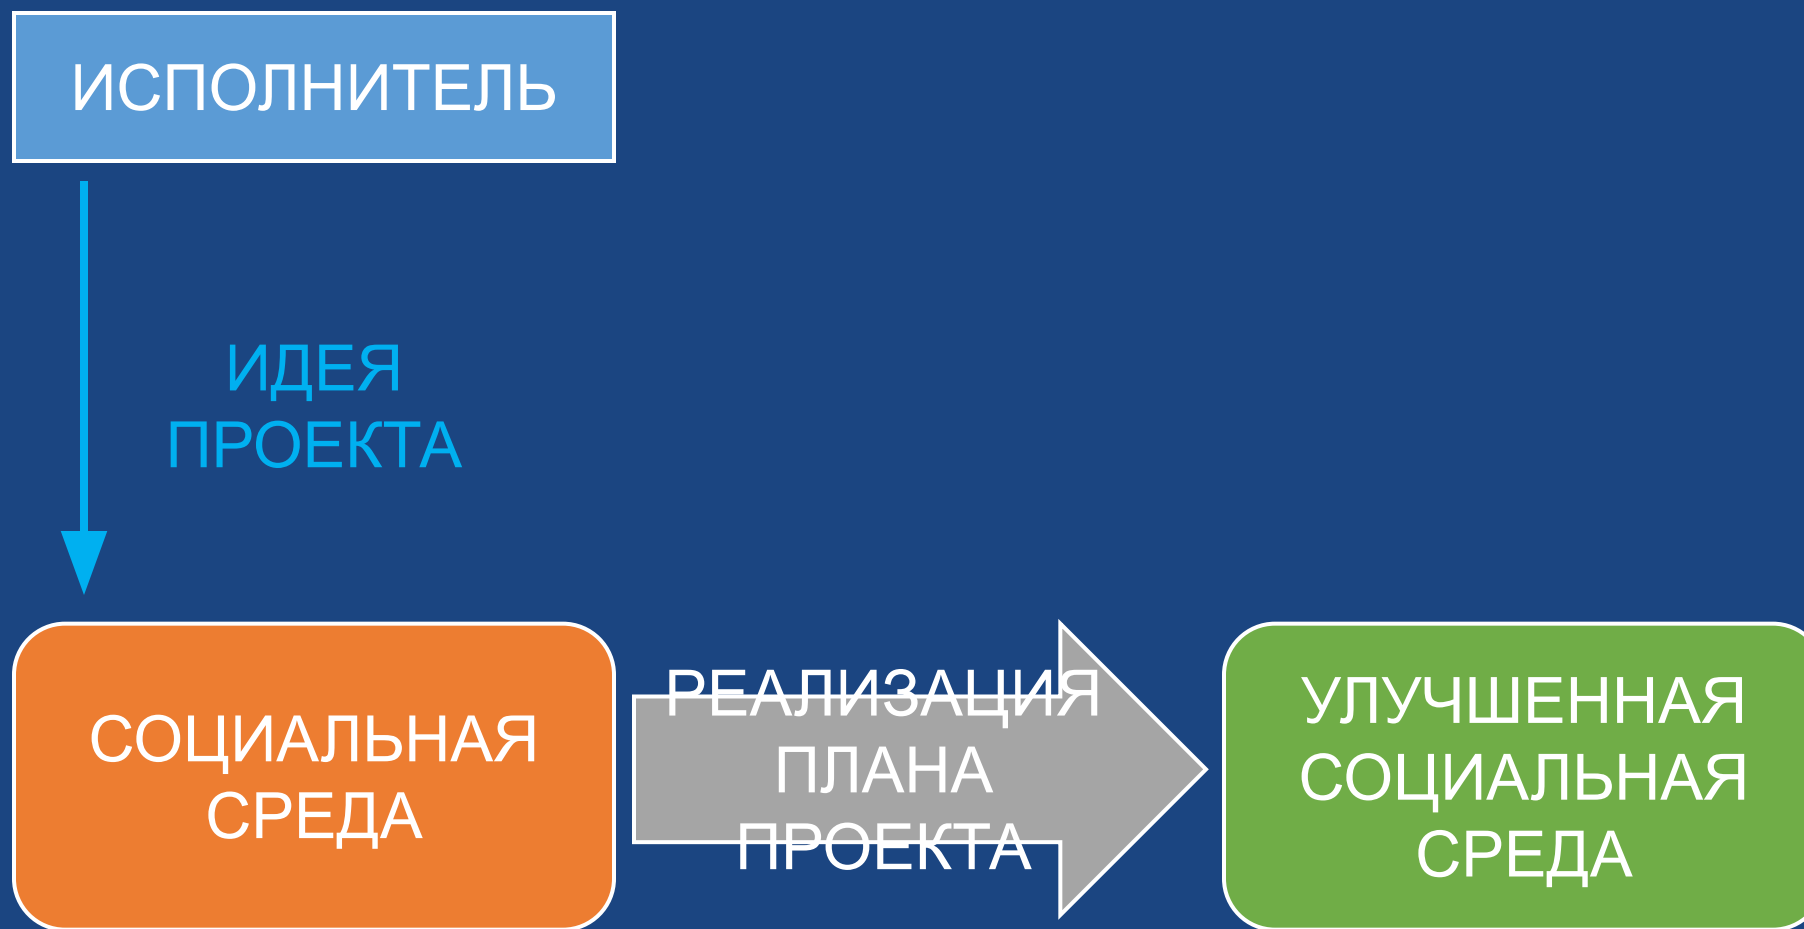 ИСПОЛНИТЕЛЬ
ИДЕЯ
ПРОЕКТА
СОЦИАЛЬНАЯ
СРЕДА
РЕАЛИЗАЦИЯ
ПЛАНА
ПРОЕКТА
УЛУЧШЕННАЯ
СОЦИАЛЬНАЯ
СРЕДА